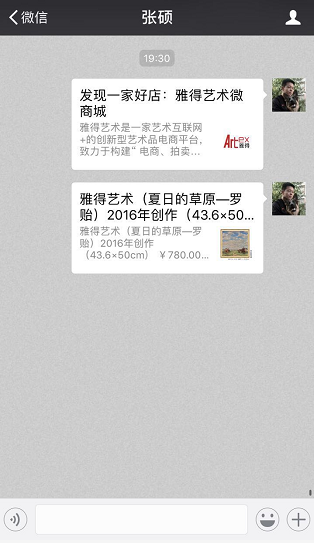 微信
张硕
19:30
发现一家好店：雅得艺术微
商城
雅得艺术是一家艺术互联网
+的创新型艺术品电商平台，
致力于构建“ 电商、拍卖...
Artex
雅得
雅得艺术（夏日的草原—罗
贻）2016年创作（43.6×50...
雅得艺术（夏日的草原—罗
贻）2016年创作
（43.6×50cm） ￥780.00...